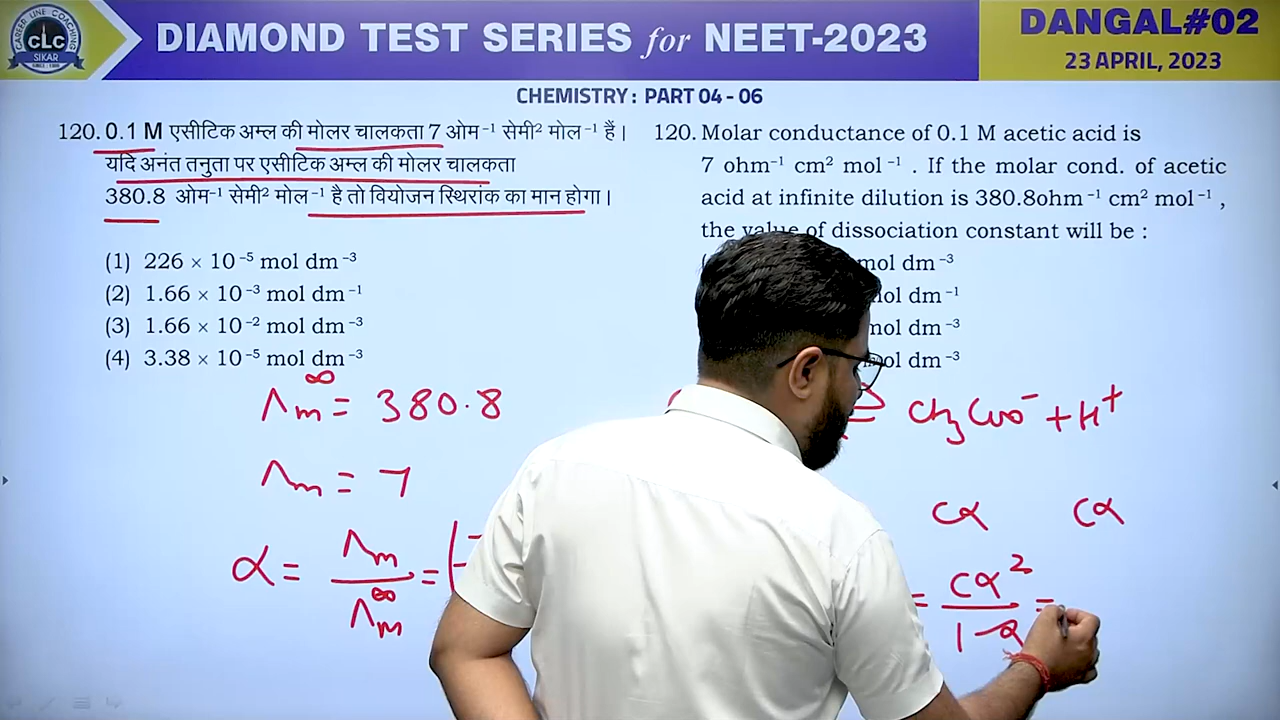 CAREER LINE COACHING
CLC
SIKAR
DIAMOND TEST SERIES for NEET-2023
DANGAL#02
23 APRIL, 2023
CHEMISTRY : PART 04 - 06
120. 0.1 M एसीटिक अम्ल की मोलर चालकता 7 ओम⁻¹ सेमी² मोल⁻¹ हैं।
यदि अनंत तनुता पर एसीटिक अम्ल की मोलर चालकता
380.8 ओम⁻¹ सेमी² मोल⁻¹ है तो वियोजन स्थिरांक का मान होगा।
(1) 226 × 10⁻⁵ mol dm⁻³
(2) 1.66 × 10⁻³ mol dm⁻¹
(3) 1.66 × 10⁻² mol dm⁻³
(4) 3.38 × 10⁻⁵ mol dm⁻³
120. Molar conductance of 0.1 M acetic acid is
7 ohm⁻¹ cm² mol⁻¹ . If the molar cond. of acetic
acid at infinite dilution is 380.8ohm⁻¹ cm² mol⁻¹ ,
the value of dissociation constant will be :
mol dm⁻³
mol dm⁻¹
mol dm⁻³
mol dm⁻³
Λm^∞ = 380.8
Λm = 7
α = Λm / Λm^∞ =
⇌ CH₃COO⁻ + H⁺
Cα Cα
= Cα² / 1-α =